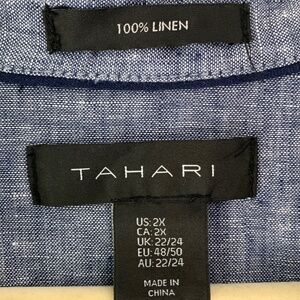 100% LINEN
TAHARI
US: 2X
CA: 2X
UK: 22/24
EU: 48/50
AU: 22/24
MADE IN
CHINA